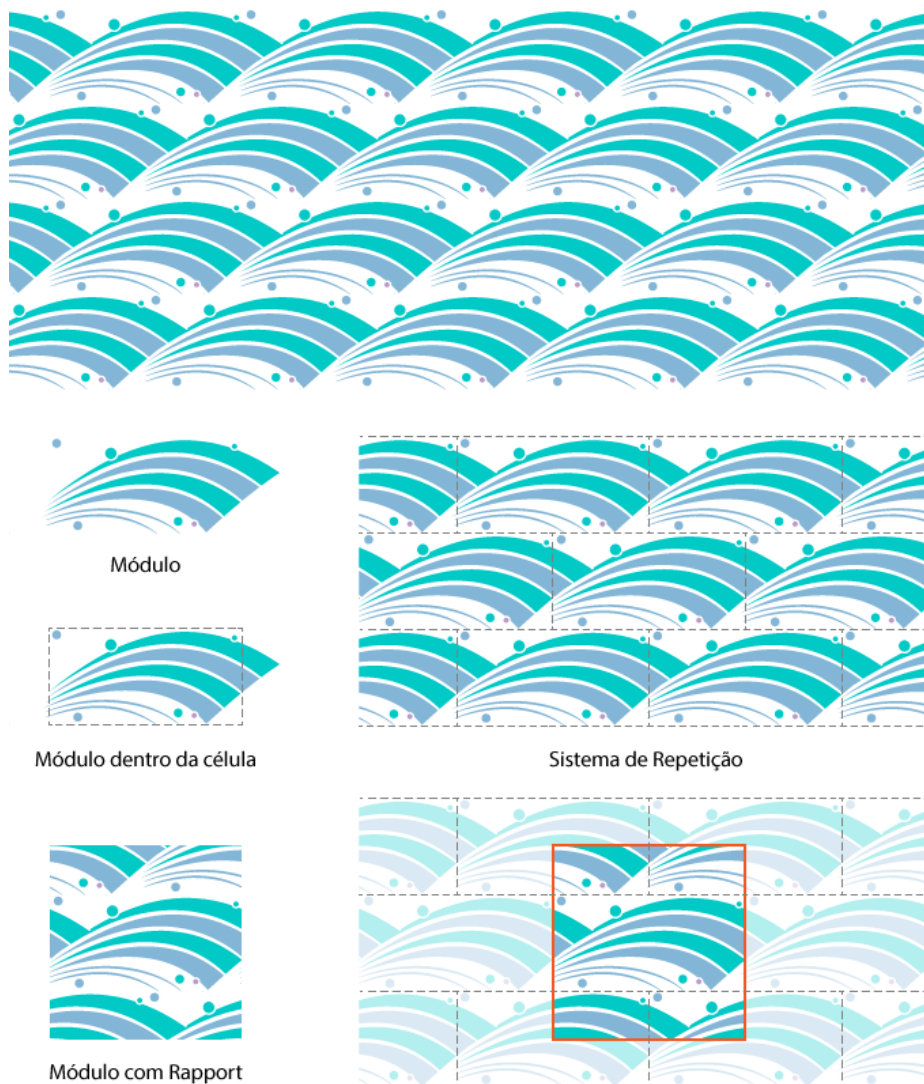 Módulo
Módulo dentro da célula
Sistema de Repetição
Módulo com Rapport